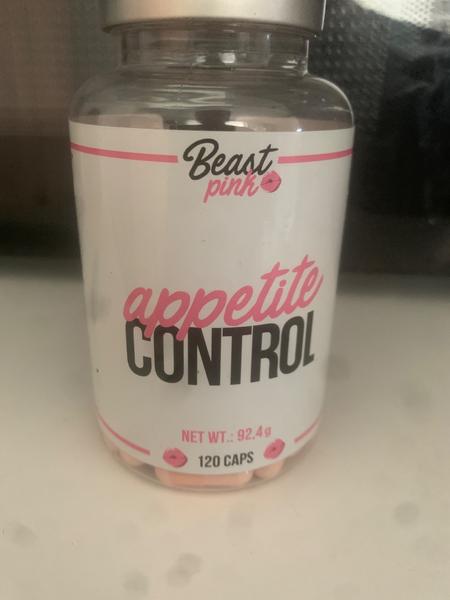 Beast
pink
appetite
CONTROL
NET WT.: 92.4g
120 CAPS